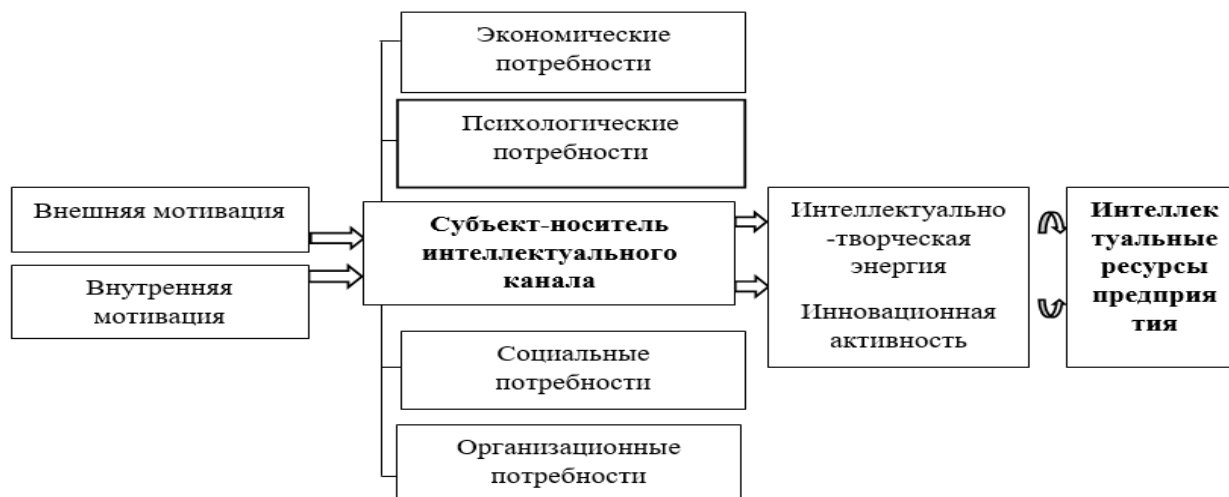 Экономические
потребности
Психологические
потребности
Внешняя мотивация
Внутренняя
мотивация
Субъект-носитель
интеллектуального
канала
Интеллектуально
-творческая
энергия
Инновационная
активность
Интеллек
туальные
ресурсы
предприя
тия
Социальные
потребности
Организационные
потребности